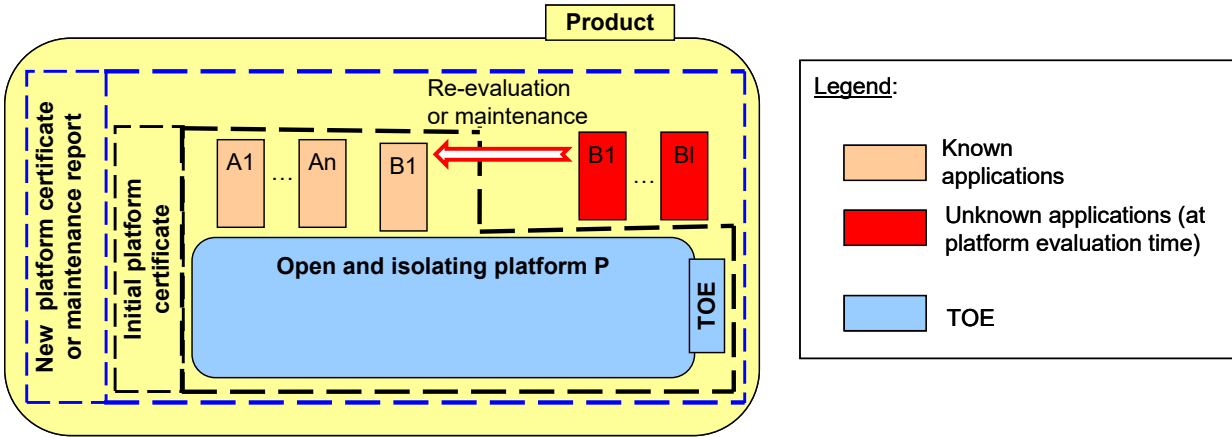 Product
New platform certificate
or maintenance report
Initial platform
certificate
Re-evaluation
or maintenance
A1
...
An
B1
B1
...
Bl
Open and isolating platform P
TOE
Legend:
Known
applications
Unknown applications (at
platform evaluation time)
TOE